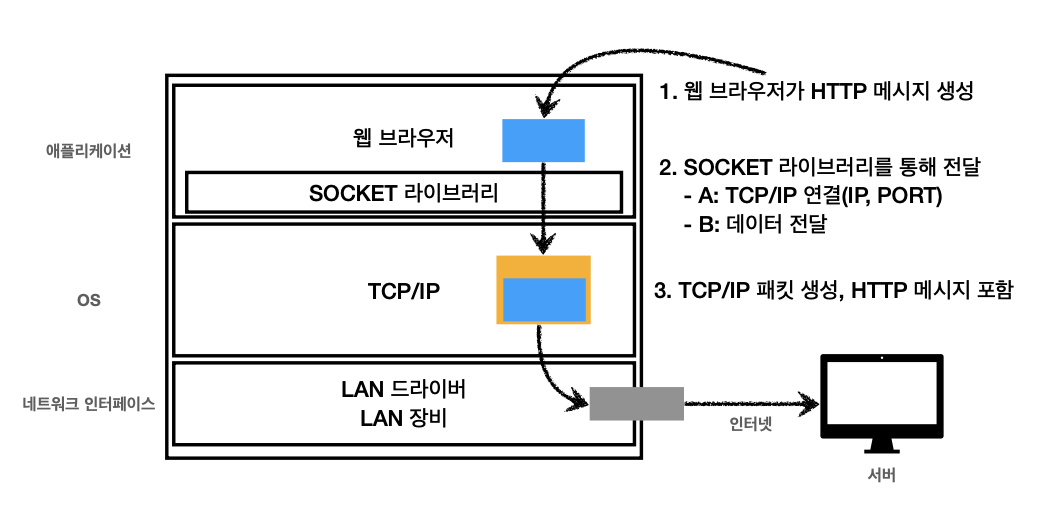 1. 웹 브라우저가 HTTP 메시지 생성
애플리케이션
웹 브라우저
SOCKET 라이브러리
2. SOCKET 라이브러리를 통해 전달
- A: TCP/IP 연결(IP, PORT)
- B: 데이터 전달
OS
TCP/IP
3. TCP/IP 패킷 생성, HTTP 메시지 포함
네트워크 인터페이스
LAN 드라이버
LAN 장비
인터넷
서버